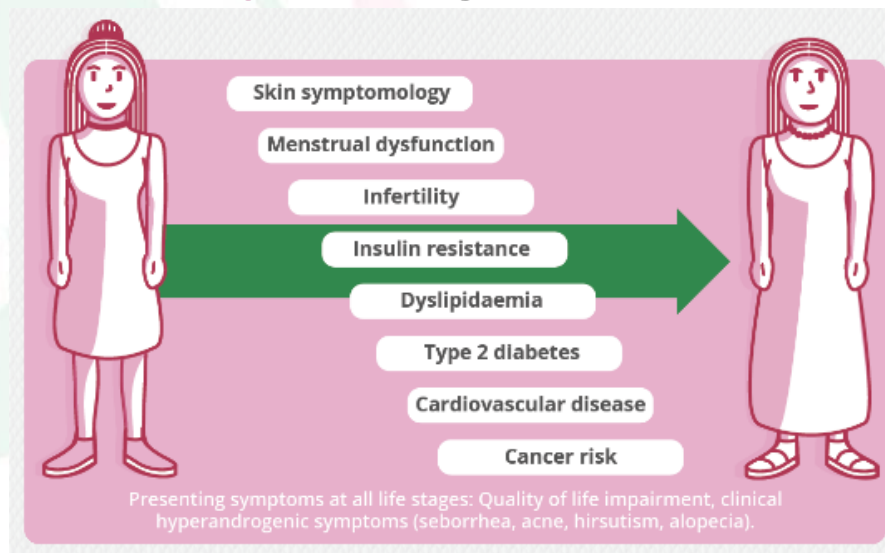 Skin symptomology
Menstrual dysfunction
Infertility
Insulin resistance
Dyslipidaemia
Type 2 diabetes
Cardiovascular disease
Cancer risk
Presenting symptoms at all life stages: Quality of life impairment, clinical
hyperandrogenic symptoms (seborrhea, acne, hirsutism, alopecia).